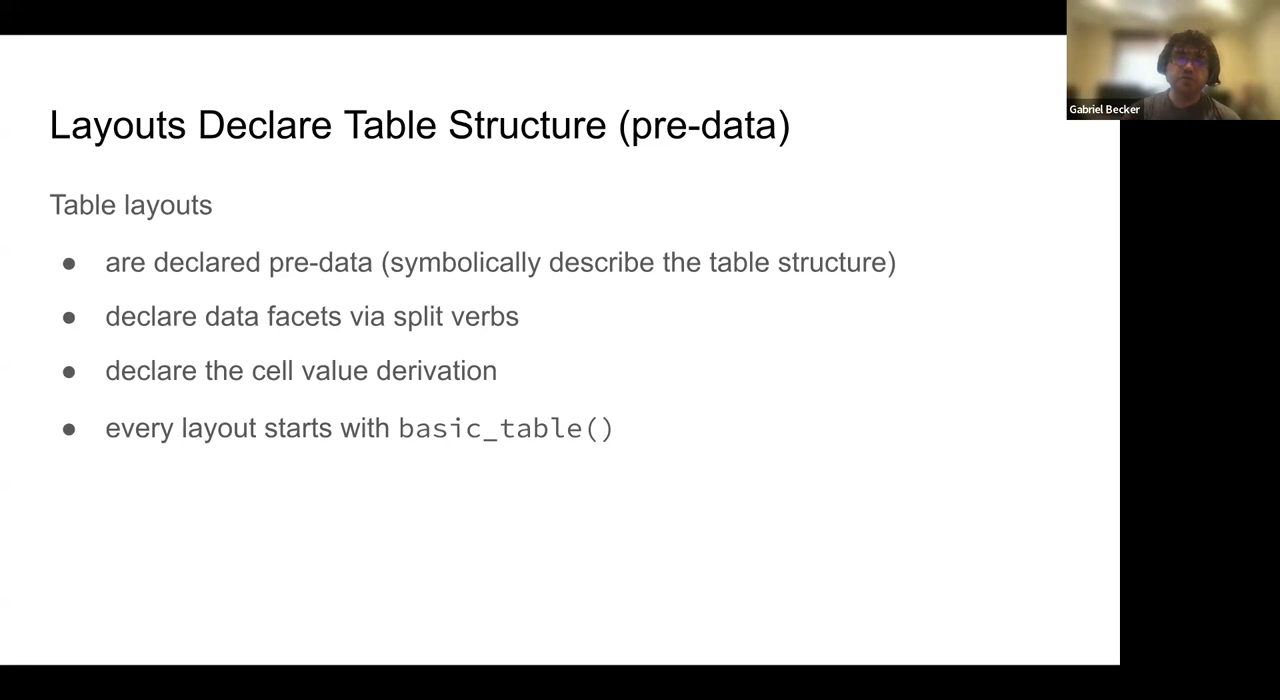 Gabriel Becker
Layouts Declare Table Structure (pre-data)
Table layouts
● are declared pre-data (symbolically describe the table structure)
● declare data facets via split verbs
● declare the cell value derivation
● every layout starts with basic_table()